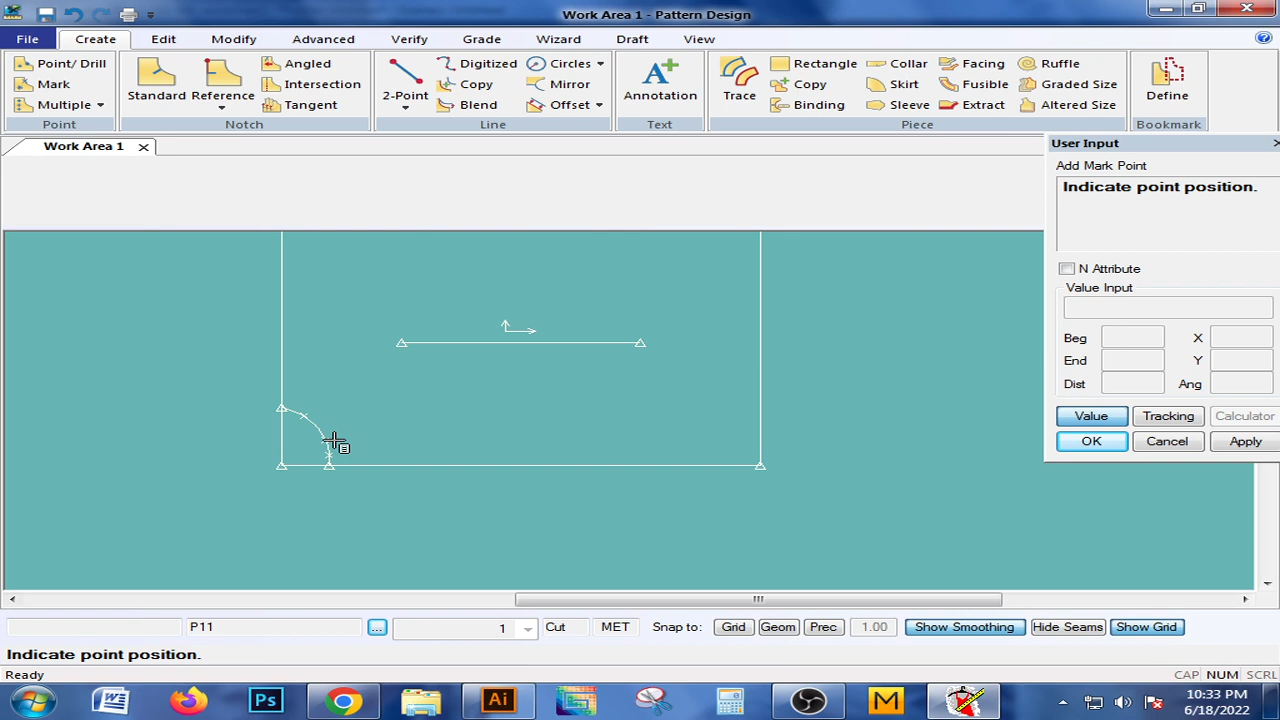 Work Area 1 - Pattern Design
File Create Edit Modify Advanced Verify Grade Wizard Draft View
Point/ Drill Standard Reference Angled 2-Point Digitized Circles Annotation Trace Rectangle Collar Facing Ruffle Define
Mark Intersection Copy Mirror Copy Skirt Fusible Graded Size
Multiple Tangent Blend Offset Binding Sleeve Extract Altered Size
Point Notch Line Text Piece Bookmark
Work Area 1
User Input
Add Mark Point
Indicate point position.
N Attribute
Value Input
Beg X
End Y
Dist Ang
Value Tracking Calculator
OK Cancel Apply
P11 ... 1 Cut MET Snap to: Grid Geom Prec 1.00 Show Smoothing Hide Seams Show Grid
Indicate point position.
Ready CAP NUM SCRL
W Ps Ai M 10:33 PM
6/18/2022